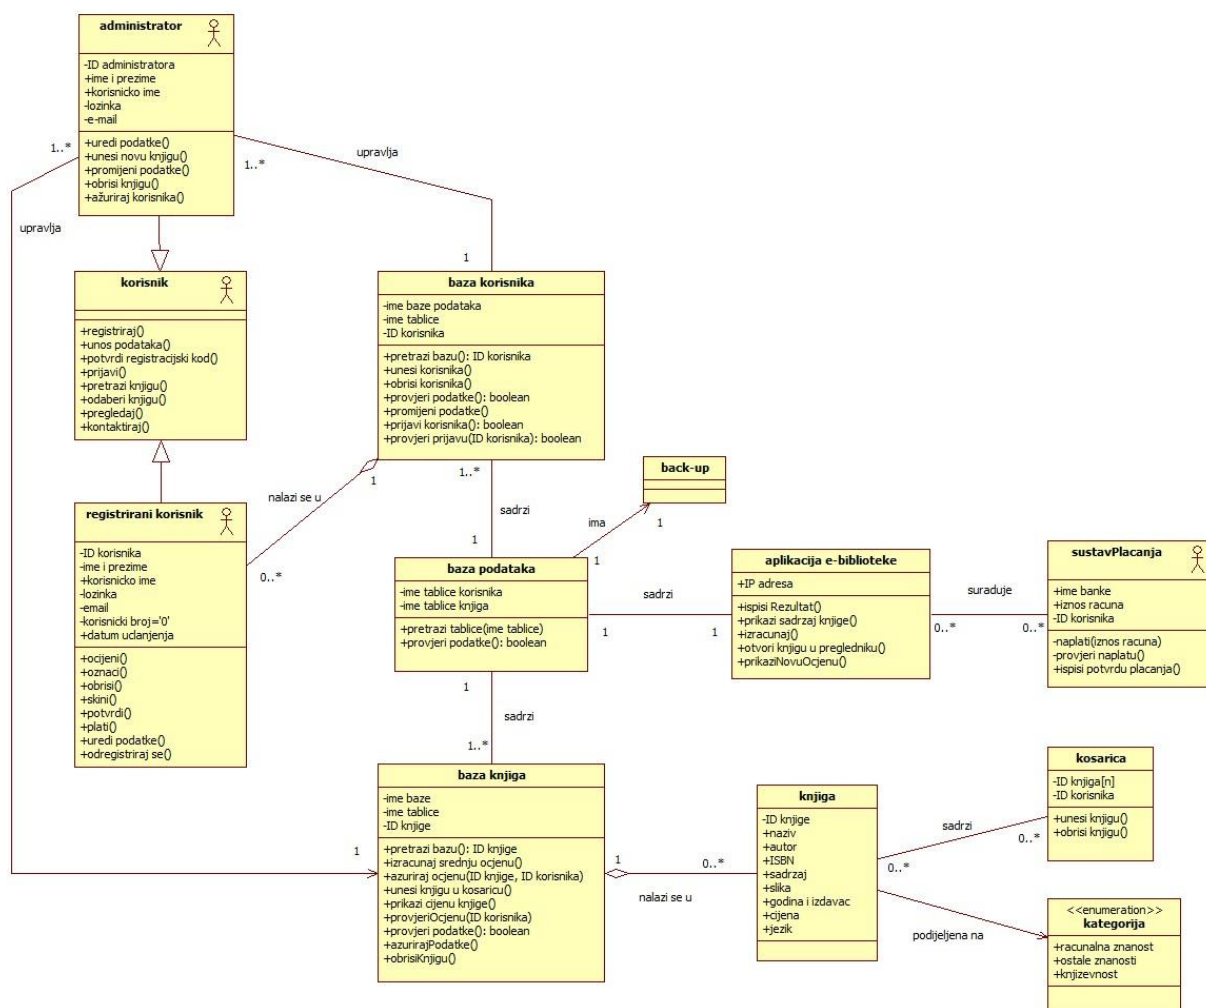 administrator
-ID administratora
+ime i prezime
+korisnicko ime
-lozinka
-e-mail
+uredi podatke()
+unesi novu knjigu()
+promijeni podatke()
+obrisi knjigu()
+ažuriraj korisnika()
1..*
1..*
upravlja
upravlja
1
1
korisnik
+registriraj()
+unos podataka()
+potvrdi registracijski kod()
+prijavi()
+pretrazi knjigu()
+odaberi knjigu()
+pregledaj()
+kontaktiraj()
baza korisnika
-ime baze podataka
-ime tablice
-ID korisnika
+pretrazi bazu(): ID korisnika
+unesi korisnika()
+obrisi korisnika()
+provjeri podatke(): boolean
+promijeni podatke()
+prijavi korisnika(): boolean
+provjeri prijavu(ID korisnika): boolean
registrirani korisnik
-ID korisnika
-ime i prezime
+korisnicko ime
-lozinka
-email
-korisnicki broj='0'
+datum uclanjenja
+ocijeni()
+oznaci()
+obrisi()
+skini()
+potvrdi()
+plati()
+uredi podatke()
+odregistriraj se()
nalazi se u
1
0..*
1..*
sadrzi
1
back-up
ima
1
1
baza podataka
-ime tablice korisnika
-ime tablice knjiga
+pretrazi tablice(ime tablice)
+provjeri podatke(): boolean
sadrzi
1
1
aplikacija e-biblioteke
+IP adresa
+ispisi Rezultat()
+prikazi sadrzaj knjige()
+izracunaj()
+otvori knjigu u pregledniku()
+prikaziNovuOcjenu()
suraduje
0..*
0..*
sustavPlacanja
+ime banke
+iznos racuna
-ID korisnika
-naplati(iznos racuna)
-provjeri naplatu()
+ispisi potvrdu placanja()
1
sadrzi
1..*
baza knjiga
-ime baze
-ime tablice
-ID knjige
+pretrazi bazu(): ID knjige
+izracunaj srednju ocjenu()
+azuriraj ocjenu(ID knjige, ID korisnika)
+unesi knjigu u kosaricu()
+prikazi cijenu knjige()
+provjeriOcjenu(ID korisnika)
+provjeri podatke(): boolean
+azurirajPodatke()
+obrisiKnjigu()
1
0..*
nalazi se u
knjiga
-ID knjige
+naziv
+autor
+ISBN
+sadrzaj
+slika
+godina i izdavac
+cijena
+jezik
sadrzi
0..*
0..*
kosarica
-ID knjiga[n]
-ID korisnika
+unesi knjigu()
+obrisi knjigu()
podijeljena na
<<enumeration>>
kategorija
+racunalna znanost
+ostale znanosti
+knjizevnost